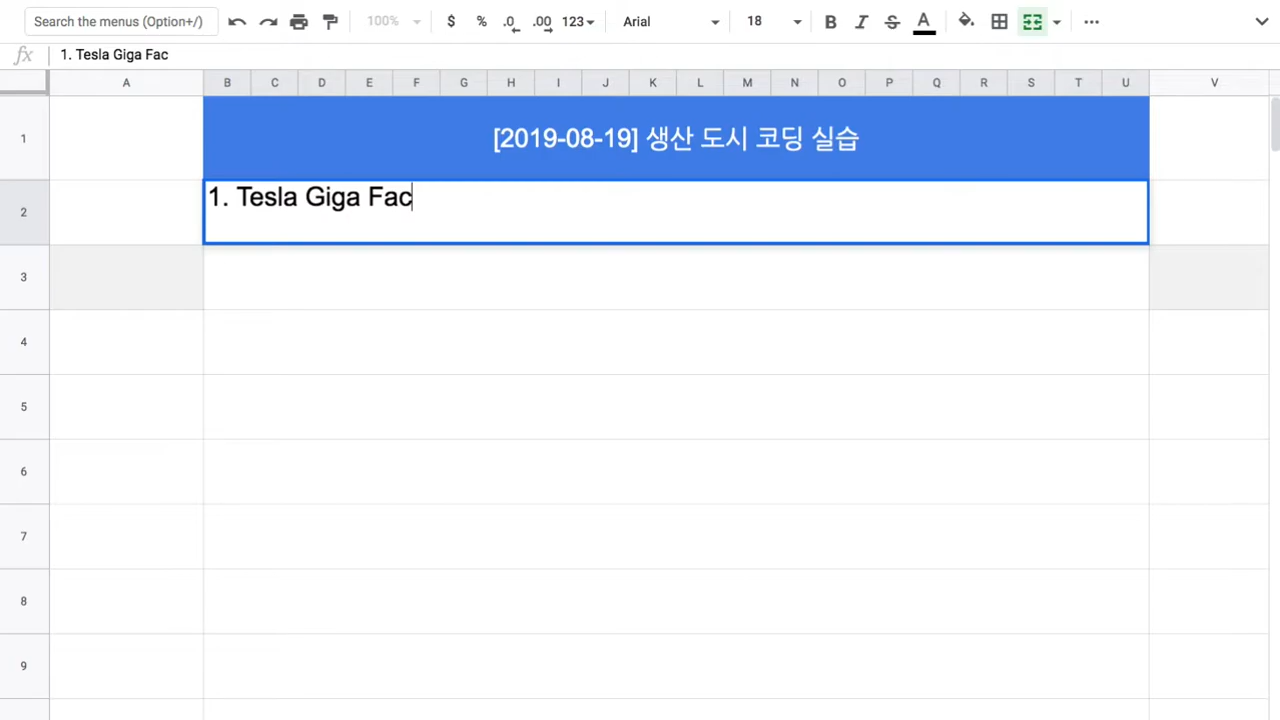 Search the menus (Option+/) 100% $ % .0 .00 123 Arial 18 B I S A
fx 1. Tesla Giga Fac
A B C D E F G H I J K L M N O P Q R S T U V
1 [2019-08-19] 생산 도시 코딩 실습
2 1. Tesla Giga Fac
3
4
5
6
7
8
9